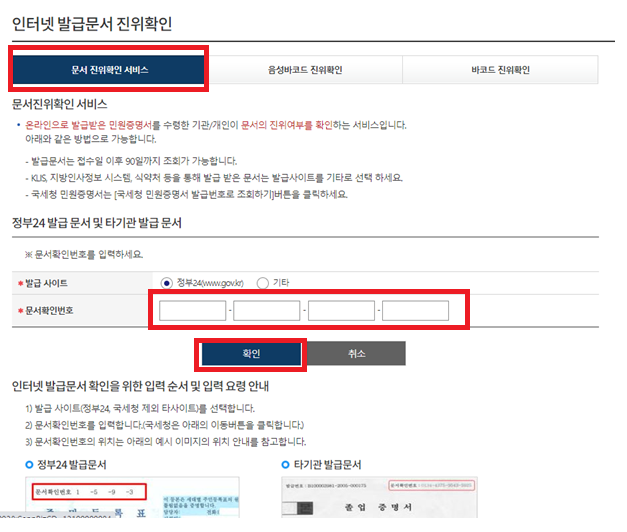 인터넷 발급문서 진위확인
문서 진위확인 서비스 음성바코드 진위확인 바코드 진위확인
문서진위확인 서비스
• 온라인으로 발급받은 민원증명서를 수령한 기관/개인이 문서의 진위여부를 확인하는 서비스입니다.
아래와 같은 방법으로 가능합니다.
- 발급문서는 접수일 이후 90일까지 조회가 가능합니다.
- KLIS, 지방인사정보 시스템, 식약처 등을 통해 발급 받은 문서는 발급사이트를 기타로 선택 하세요.
- 국세청 민원증명서는 [국세청 민원증명서 발급번호로 조회하기]버튼을 클릭하세요.
정부24 발급 문서 및 타기관 발급 문서
※ 문서확인번호를 입력하세요.
* 발급 사이트 정부24(www.gov.kr) 기타
* 문서확인번호 - - -
확인 취소
인터넷 발급문서 확인을 위한 입력 순서 및 입력 요령 안내
1) 발급 사이트(정부24, 국세청 제외 타사이트)를 선택합니다.
2) 문서확인번호를 입력합니다.(국세청은 아래의 이동버튼을 클릭합니다.)
3) 문서확인번호의 위치는 아래의 예시 이미지의 위치 안내를 참고합니다.
정부24 발급문서 타기관 발급문서
문서확인번호 1 -5 -9 -3
졸 업 증 명 서